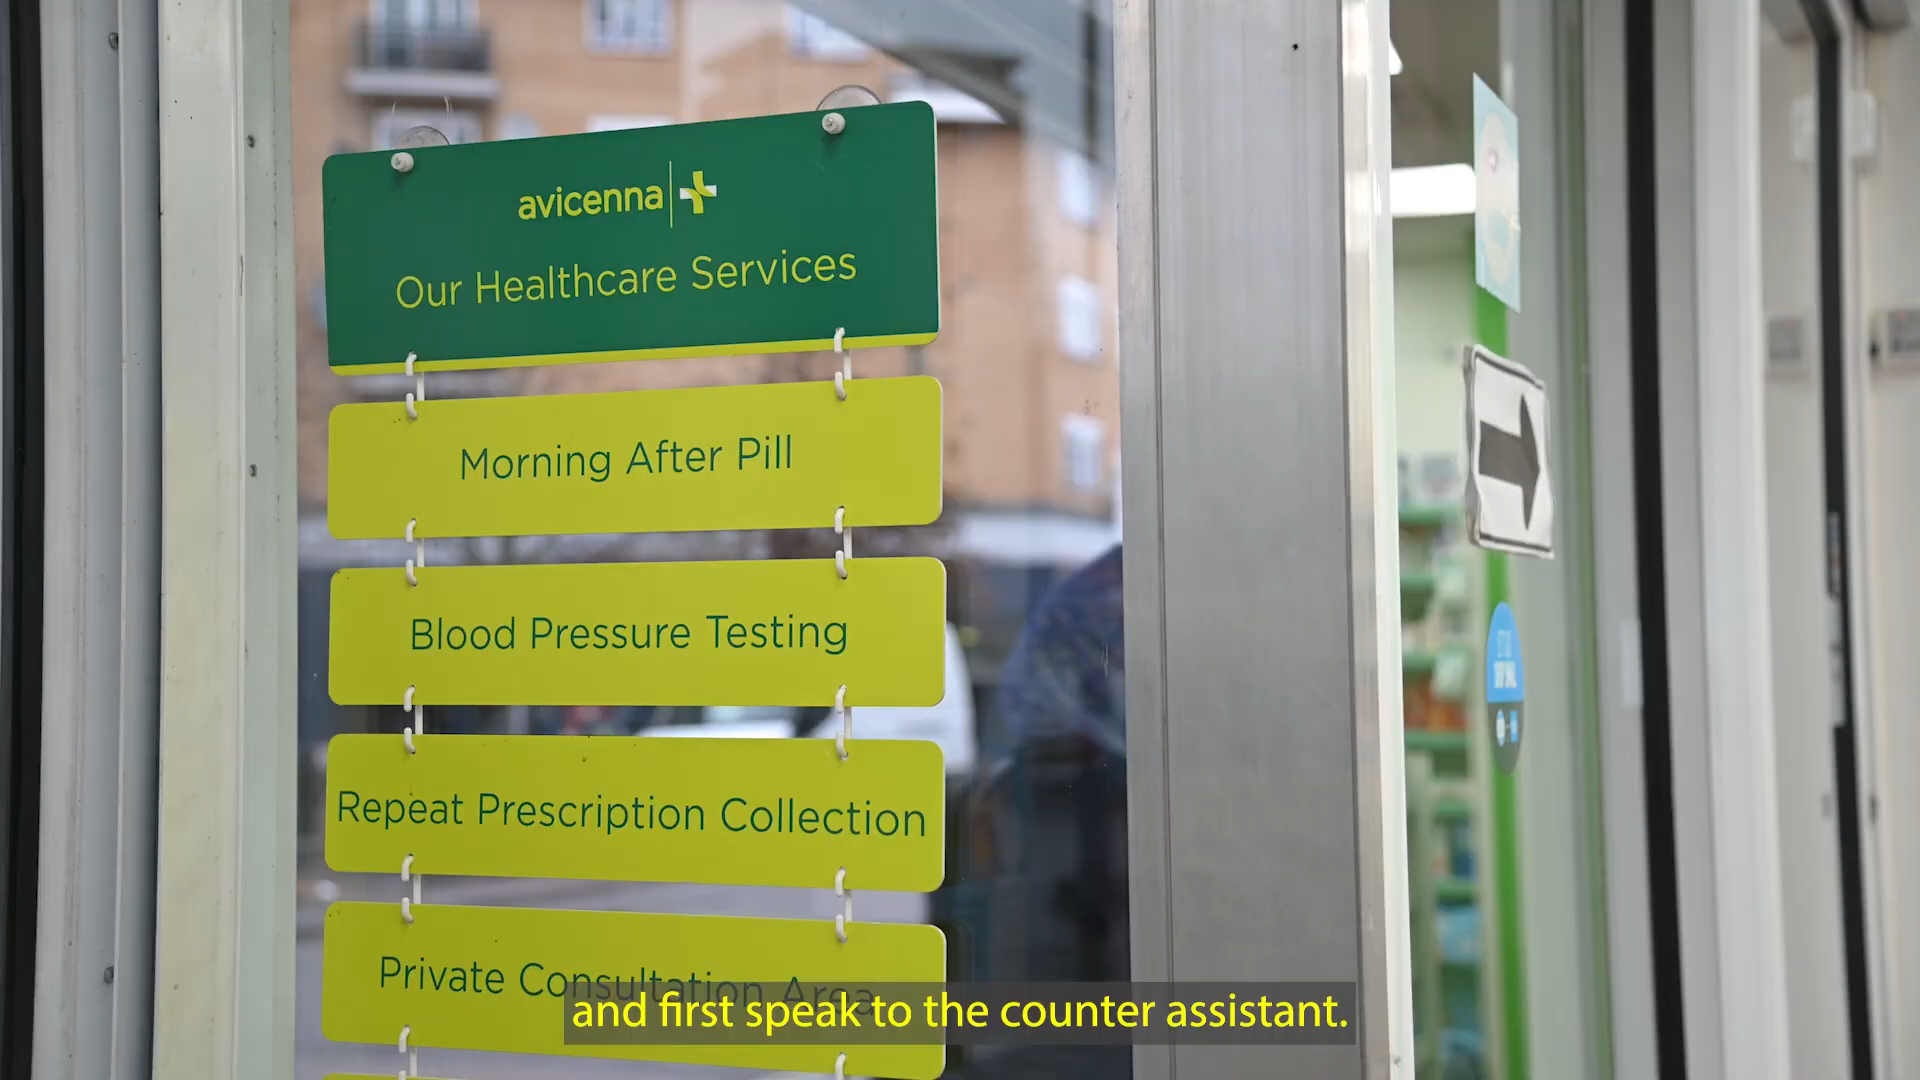 avicenna
Our Healthcare Services
Morning After Pill
Blood Pressure Testing
Repeat Prescription Collection
Private Consultation Area
and first speak to the counter assistant.